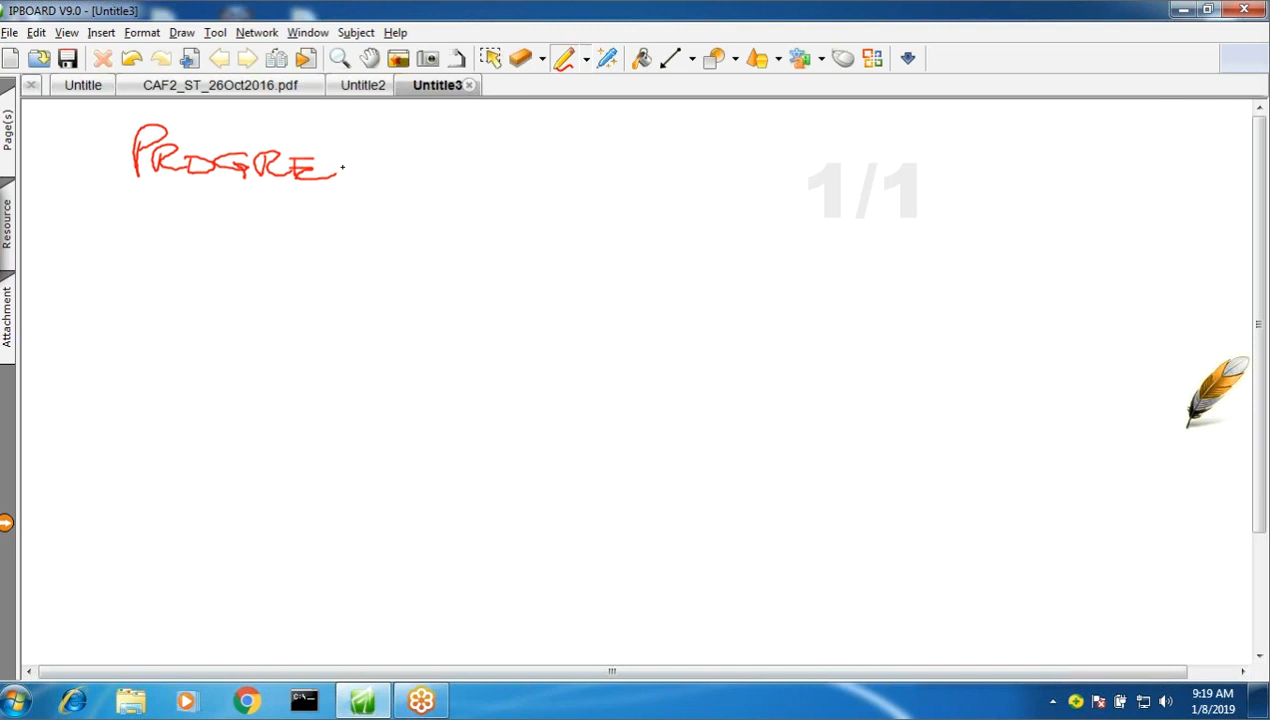 IPBOARD V9.0 - [Untitle3]
File Edit View Insert Format Draw Tool Network Window Subject Help
Untitle CAF2_ST_26Oct2016.pdf Untitle2 Untitle3
Page(s)
Resource
Attachment
PROGRE
1/1
9:19 AM
1/8/2019